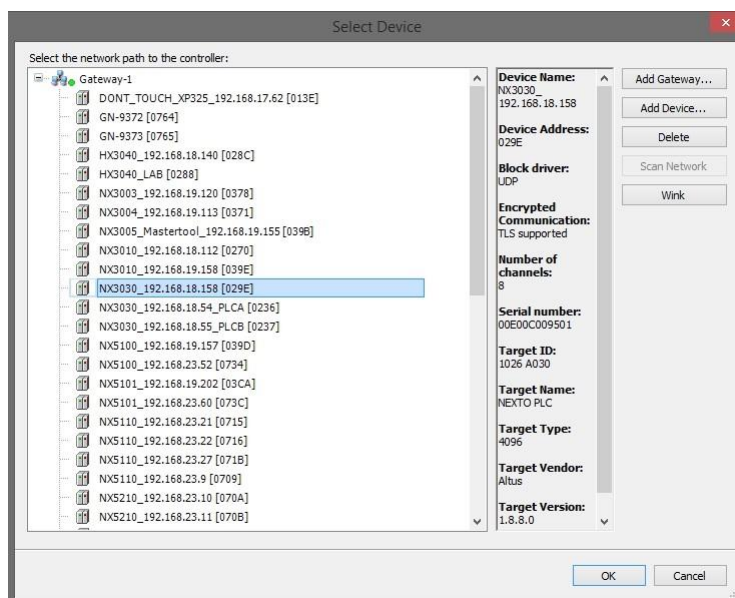 Select Device
Select the network path to the controller:
Gateway-1
DONT_TOUCH_XP325_192.168.17.62 [013E]
GN-9372 [0764]
GN-9373 [0765]
HX3040_192.168.18.140 [028C]
HX3040_LAB [0288]
NX3003_192.168.19.120 [0378]
NX3004_192.168.19.113 [0371]
NX3005_Mastertool_192.168.19.155 [039B]
NX3010_192.168.18.112 [0270]
NX3010_192.168.19.158 [039E]
NX3030_192.168.18.158 [029E]
NX3030_192.168.18.54_PLCA [0236]
NX3030_192.168.18.55_PLCB [0237]
NX5100_192.168.19.157 [039D]
NX5100_192.168.23.52 [0734]
NX5101_192.168.19.202 [03CA]
NX5101_192.168.23.60 [073C]
NX5110_192.168.23.21 [0715]
NX5110_192.168.23.22 [0716]
NX5110_192.168.23.27 [071B]
NX5110_192.168.23.9 [0709]
NX5210_192.168.23.10 [070A]
NX5210_192.168.23.11 [070B]
Device Name:
NX3030_
192.168.18.158
Device Address:
029E
Block driver:
UDP
Encrypted
Communication:
TLS supported
Number of
channels:
8
Serial number:
00E00C009501
Target ID:
1026 A030
Target Name:
NEXTO PLC
Target Type:
4096
Target Vendor:
Altus
Target Version:
1.8.8.0
Add Gateway...
Add Device...
Delete
Scan Network
Wink
OK
Cancel